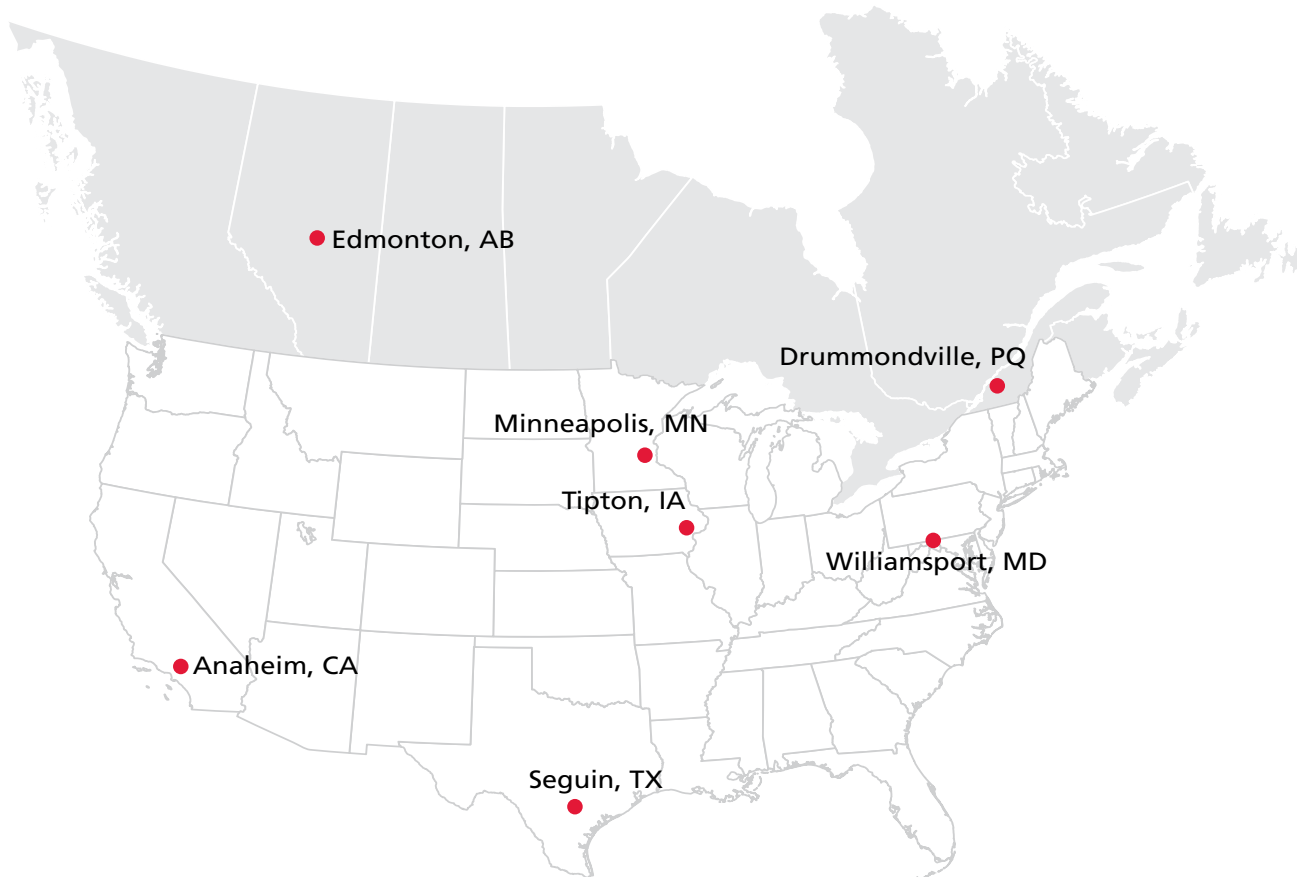 Edmonton, AB
Drummondville, PQ
Minneapolis, MN
Tipton, IA
Williamsport, MD
Anaheim, CA
Seguin, TX